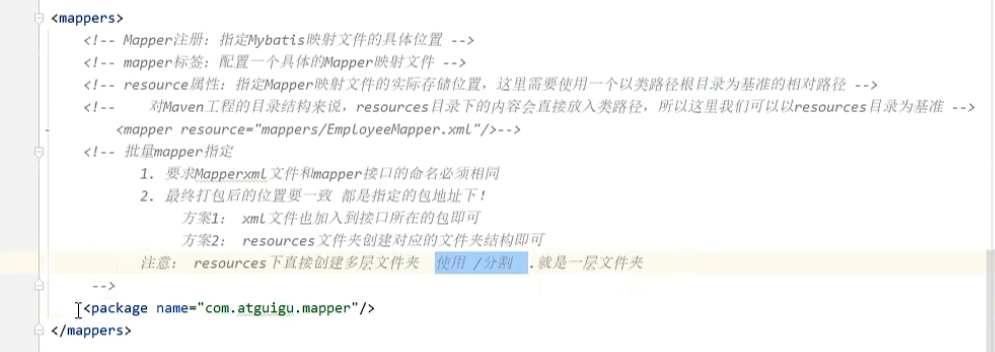 <mappers>
<!-- Mapper注册：指定Mybatis映射文件的具体位置 -->
<!-- mapper标签：配置一个具体的Mapper映射文件 -->
<!-- resource属性：指定Mapper映射文件的实际存储位置，这里需要使用一个以类路径根目录为基准的相对路径 -->
<!--    对Maven工程的目录结构来说，resources目录下的内容会直接放入类路径，所以这里我们可以以resources目录为基准 -->
<mapper resource="mappers/EmployeeMapper.xml"/>-->
<!-- 批量mapper指定
1. 要求Mapperxml文件和mapper接口的命名必须相同
2. 最终打包后的位置要一致 都是指定的包地址下！
方案1： xml文件也加入到接口所在的包即可
方案2： resources文件夹创建对应的文件夹结构即可
注意： resources下直接创建多层文件夹  使用 /分割  .就是一层文件夹
-->
<package name="com.atguigu.mapper"/>
</mappers>